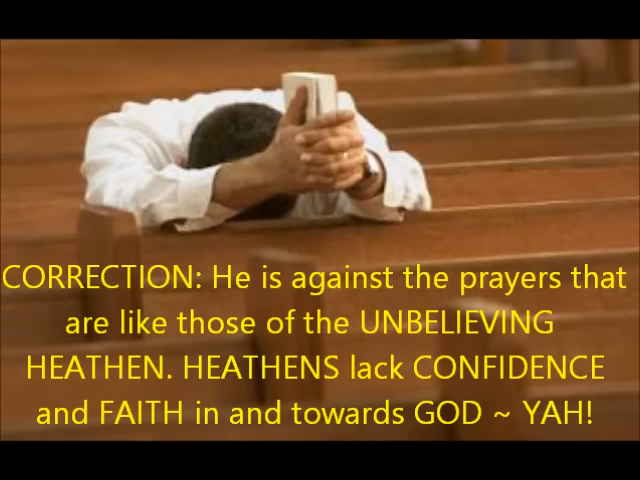 CORRECTION: He is against the prayers that
are like those of the UNBELIEVING
HEATHEN. HEATHENS lack CONFIDENCE
and FAITH in and towards GOD ~ YAH!